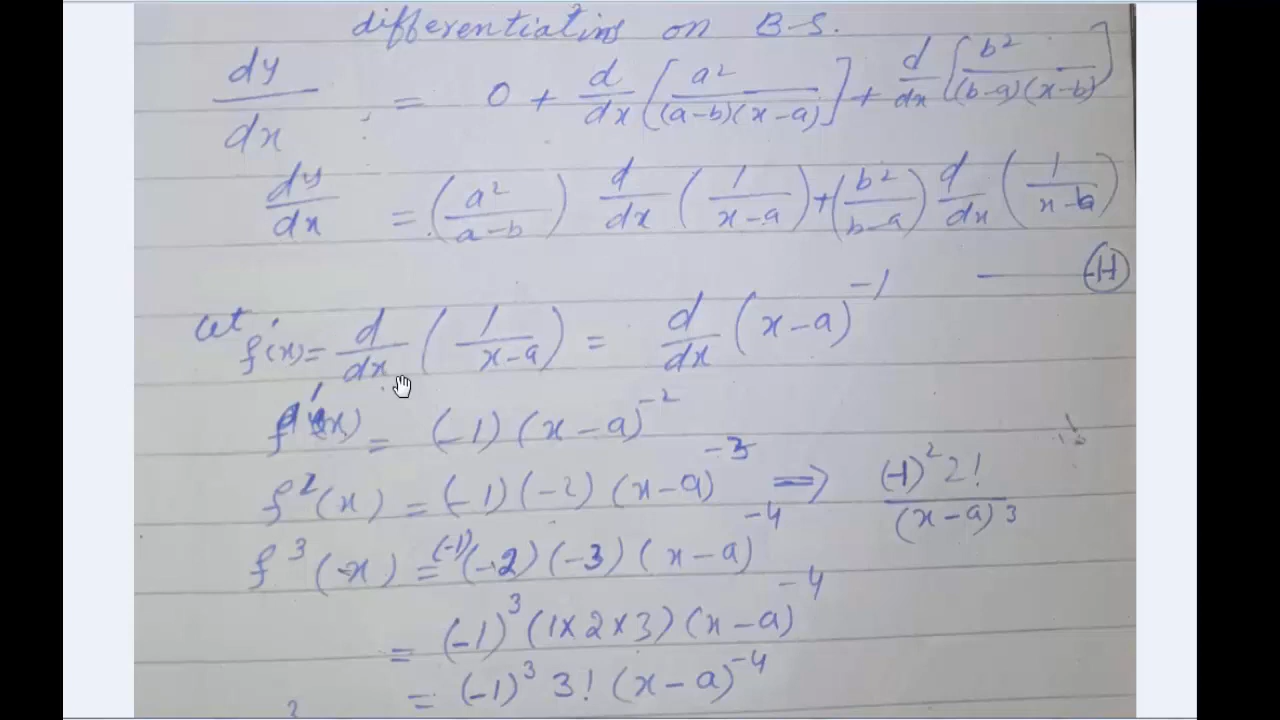 differentiating on B.S.
dy/dx = 0 + d/dx [a²/(a-b)(x-a)] + d/dx [b²/(b-a)(x-b)]
dy/dx = (a²/a-b) d/dx (1/x-a) + (b²/b-a) d/dx (1/x-b)
let f'(x) = d/dx (1/x-a) = d/dx (x-a)⁻¹
= (-1)(x-a)⁻²
f²(x) = (-1)(-2)(x-a)⁻³ ⇒ (-1)² 2!/(x-a)³
f³(x) = (-1)(-2)(-3)(x-a)⁻⁴
= (-1)³ (1×2×3)(x-a)⁻⁴
= (-1)³ 3! (x-a)⁻⁴